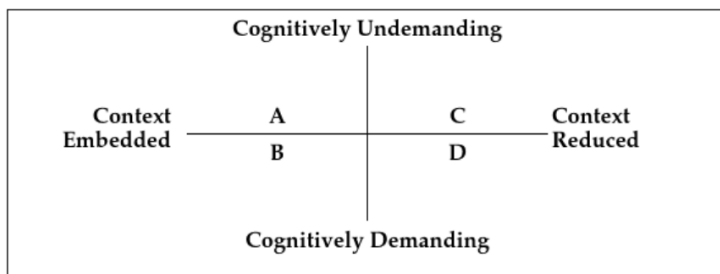 Cognitively Undemanding
Context
Embedded
A
C
Context
Reduced
B
D
Cognitively Demanding